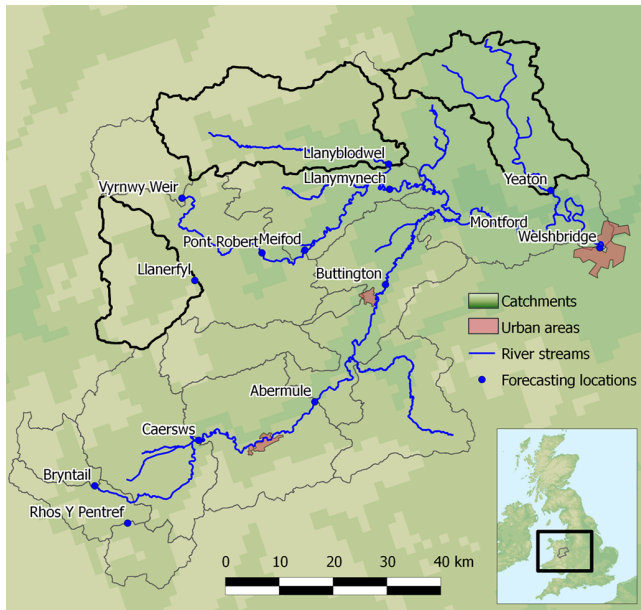 Llanyblodwel
Vyrnwy Weir
Llanymynech
Yeaton
Pont Robert
Meifod
Montford
Welshbridge
Llanerfyl
Buttington
Catchments
Urban areas
River streams
Forecasting locations
Abermule
Caersws
Bryntail
Rhos Y Pentref
0 10 20 30 40 km